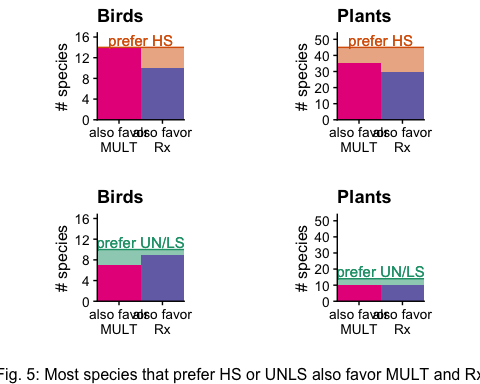 Birds
Plants
prefer HS
prefer HS
# species
16
12
8
4
0
# species
50
40
30
20
10
0
also favor
MULT
also favor
Rx
also favor
MULT
also favor
Rx
Birds
Plants
prefer UN/LS
prefer UN/LS
# species
16
12
8
4
0
# species
50
40
30
20
10
0
also favor
MULT
also favor
Rx
also favor
MULT
also favor
Rx
Fig. 5: Most species that prefer HS or UNLS also favor MULT and Rx